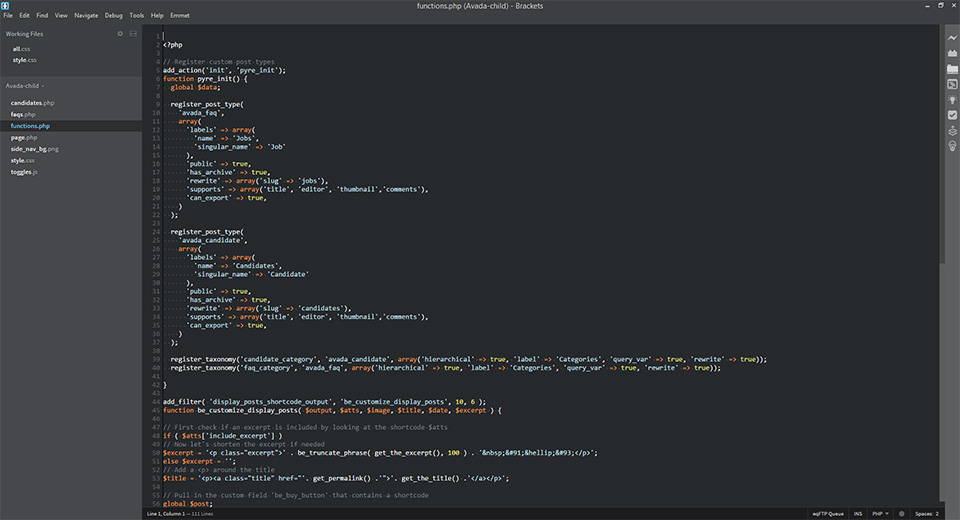 functions.php (Avada-child) - Brackets
File Edit Find View Navigate Debug Tools Help Emmet
Working Files
all.css
style.css
Avada-child
candidates.php
faqs.php
functions.php
page.php
side_nav_bg.png
style.css
toggles.js
1
2 <?php
3
4 // Register custom post types
5 add_action('init', 'pyre_init');
6 function pyre_init() {
7 global $data;
8
9 register_post_type(
10 'avada_faq',
11 array(
12 'labels' => array(
13 'name' => 'Jobs',
14 'singular_name' => 'Job'
15 ),
16 'public' => true,
17 'has_archive' => true,
18 'rewrite' => array('slug' => 'jobs'),
19 'supports' => array('title', 'editor', 'thumbnail','comments'),
20 'can_export' => true,
21 )
22 );
23
24 register_post_type(
25 'avada_candidate',
26 array(
27 'labels' => array(
28 'name' => 'Candidates',
29 'singular_name' => 'Candidate'
30 ),
31 'public' => true,
32 'has_archive' => true,
33 'rewrite' => array('slug' => 'candidates'),
34 'supports' => array('title', 'editor', 'thumbnail','comments'),
35 'can_export' => true,
36 )
37 );
38
39 register_taxonomy('candidate_category', 'avada_candidate', array('hierarchical' => true, 'label' => 'Categories', 'query_var' => true, 'rewrite' => true));
40 register_taxonomy('faq_category', 'avada_faq', array('hierarchical' => true, 'label' => 'Categories', 'query_var' => true, 'rewrite' => true));
41
42 }
43
44 add_filter( 'display_posts_shortcode_output', 'be_customize_display_posts', 10, 6 );
45 function be_customize_display_posts( $output, $atts, $image, $title, $date, $excerpt ) {
46
47 // First check if an excerpt is included by looking at the shortcode $atts
48 if ( $atts['include_excerpt'] )
49 // Now let's shorten the excerpt if needed
50 $excerpt = '<p class="excerpt">' . be_truncate_phrase( get_the_excerpt(), 100 ) . '&nbsp;&#91;&hellip;&#93;</p>';
51 else $excerpt = '';
52 // Add a <p> around the title
53 $title = '<p><a class="title" href="'. get_permalink() .'">'. get_the_title() .'</a></p>';
54
55 // Pull in the custom field 'be_buy_button' that contains a shortcode
56 global $post;
Line 1, Column 1 — 111 Lines
eqFTP Queue INS PHP Spaces: 2